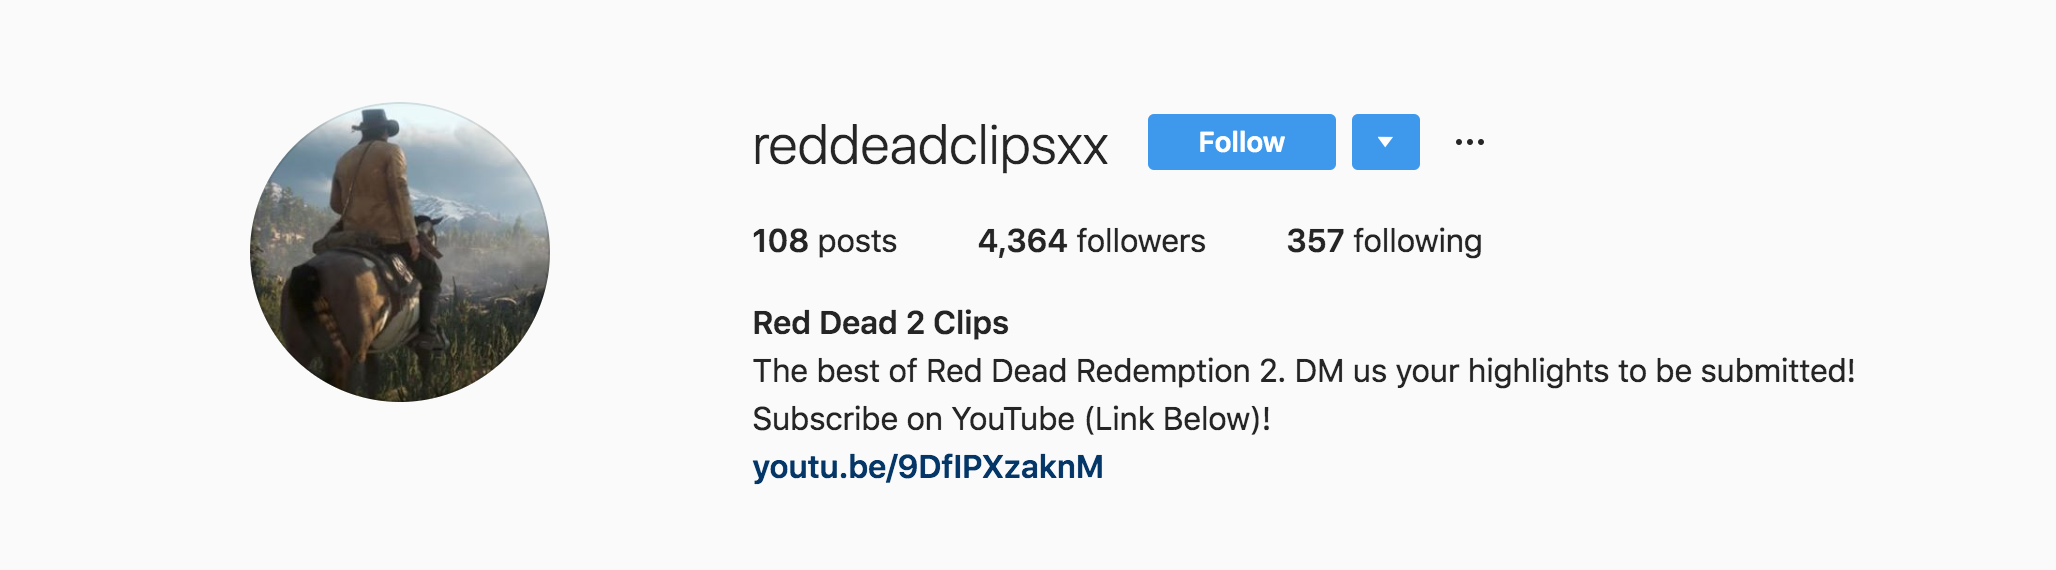 reddeadclipsxx Follow
108 posts 4,364 followers 357 following
Red Dead 2 Clips
The best of Red Dead Redemption 2. DM us your highlights to be submitted!
Subscribe on YouTube (Link Below)!
youtu.be/9DfIPXzaknM